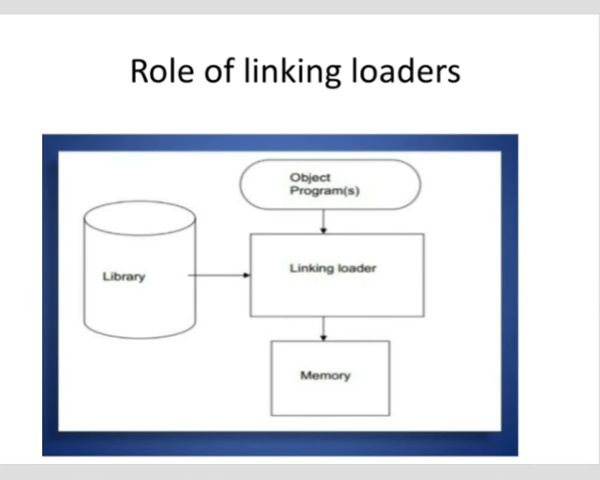 Role of linking loaders
Object
Program(s)
Library
Linking loader
Memory